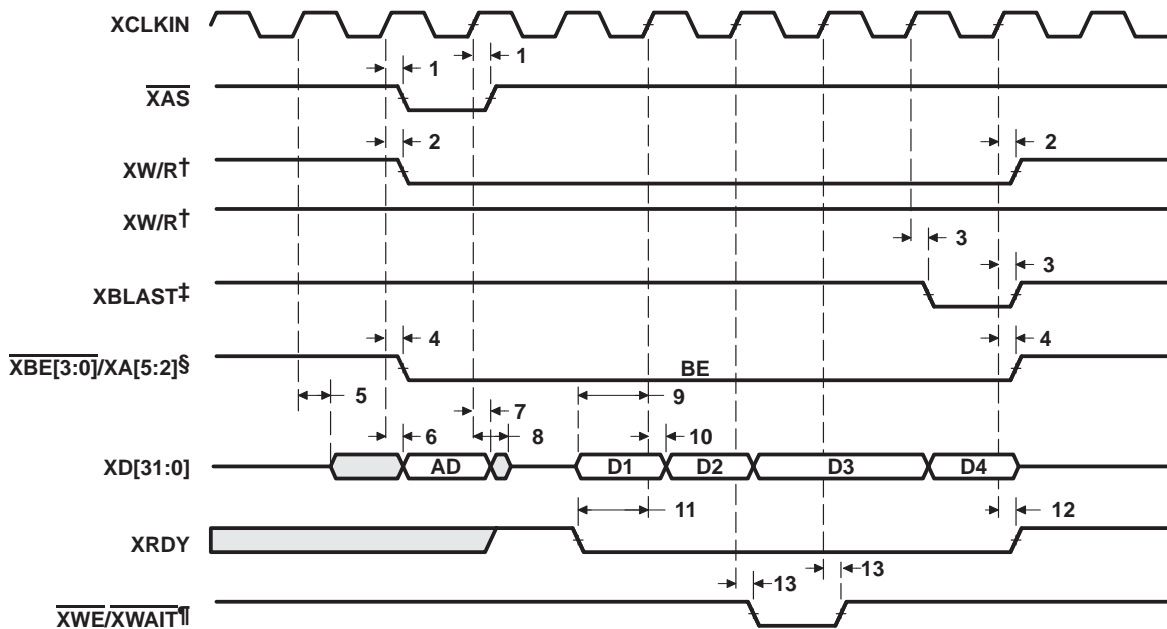 XCLKIN
1
1
XAS
2
2
XW/R†
XW/R†
3
3
XBLAST‡
4
4
XBE[3:0]/XA[5:2]§
BE
5
9
7
6
8
10
XD[31:0]
AD
D1
D2
D3
D4
11
12
XRDY
13
13
XWE/XWAIT¶